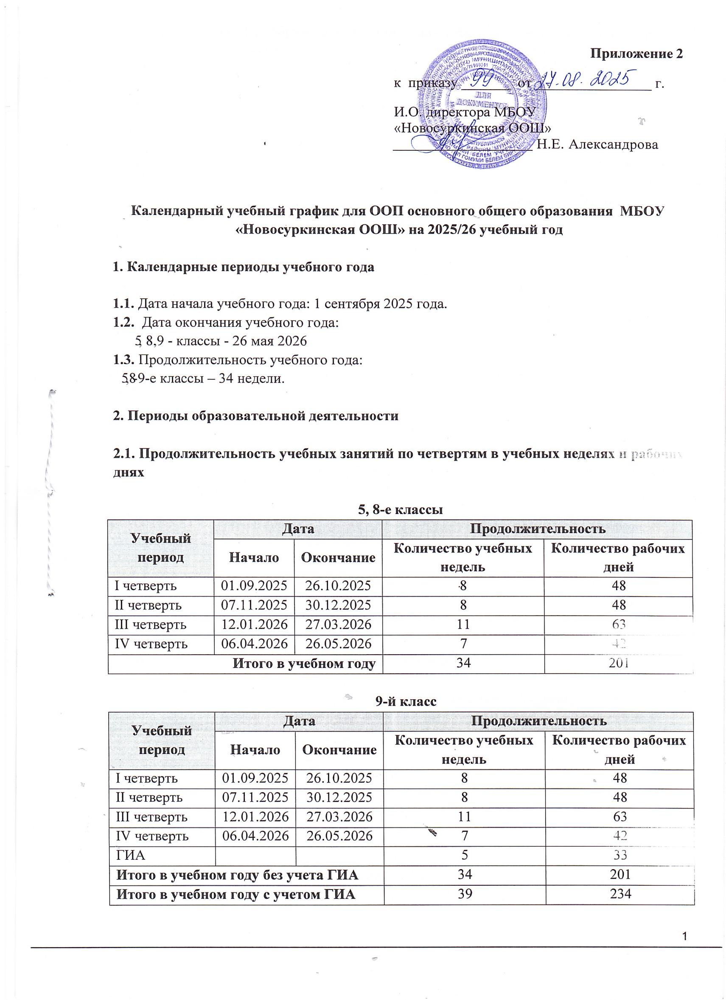 Приложение 2
к приказу 99 от 27.08.2025 г.
ДЛЯ
ДОКУМЕНТОВ
И.О. директора МБОУ
«Новосуркинская ООШ»
Н.Е. Александрова
Календарный учебный график для ООП основного общего образования МБОУ
«Новосуркинская ООШ» на 2025/26 учебный год
1. Календарные периоды учебного года
1.1. Дата начала учебного года: 1 сентября 2025 года.
1.2. Дата окончания учебного года:
5, 8,9 - классы - 26 мая 2026
1.3. Продолжительность учебного года:
5,8-9-е классы – 34 недели.
2. Периоды образовательной деятельности
2.1. Продолжительность учебных занятий по четвертям в учебных неделях и рабочих
днях
5, 8-е классы
Учебный период Дата Продолжительность
Начало Окончание Количество учебных недель Количество рабочих дней
I четверть 01.09.2025 26.10.2025 8 48
II четверть 07.11.2025 30.12.2025 8 48
III четверть 12.01.2026 27.03.2026 11 63
IV четверть 06.04.2026 26.05.2026 7 42
Итого в учебном году 34 201
9-й класс
Учебный период Дата Продолжительность
Начало Окончание Количество учебных недель Количество рабочих дней
I четверть 01.09.2025 26.10.2025 8 48
II четверть 07.11.2025 30.12.2025 8 48
III четверть 12.01.2026 27.03.2026 11 63
IV четверть 06.04.2026 26.05.2026 7 42
ГИА 5 33
Итого в учебном году без учета ГИА 34 201
Итого в учебном году с учетом ГИА 39 234
1